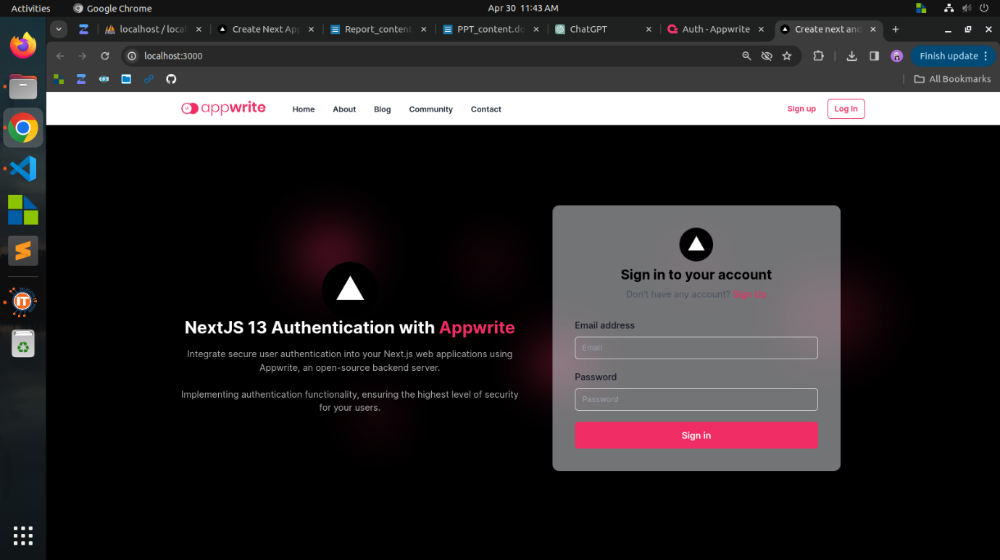 Activities
Google Chrome
Apr 30 11:43 AM
localhost / local
Create Next App
Report_content
PPT_content.do
ChatGPT
Auth - Appwrite
Create next and
localhost:3000
Finish update
All Bookmarks
appwrite
Home
About
Blog
Community
Contact
Sign up
Log In
NextJS 13 Authentication with Appwrite
Integrate secure user authentication into your Next.js web applications using
Appwrite, an open-source backend server.
Implementing authentication functionality, ensuring the highest level of security
for your users.
Sign in to your account
Don't have any account? Sign Up
Email address
Email
Password
Password
Sign in
IT